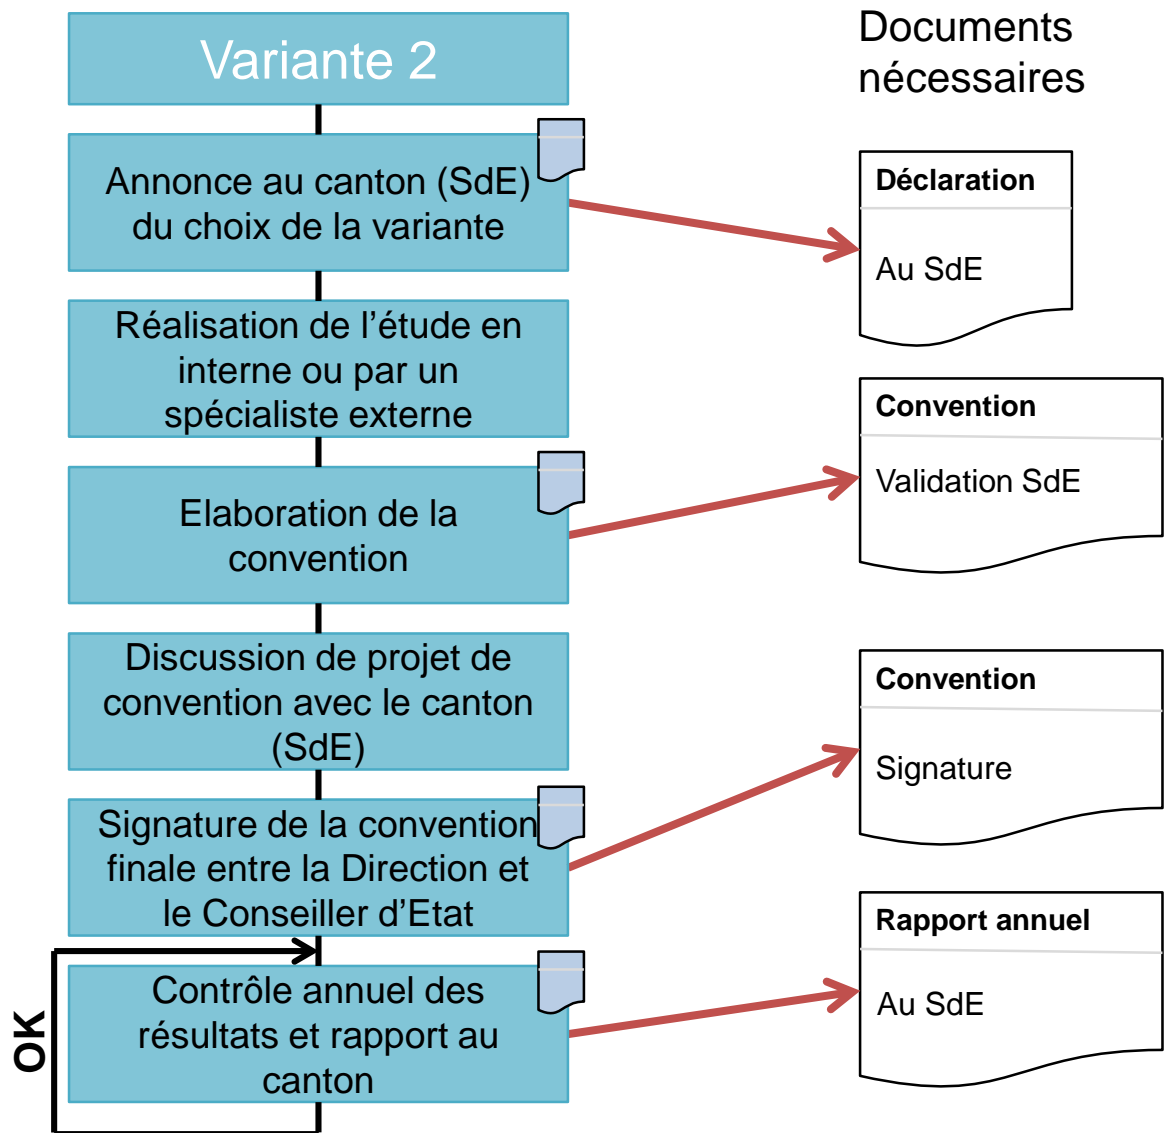 Variante 2
Annonce au canton (SdE)
du choix de la variante
Réalisation de l’étude en
interne ou par un
spécialiste externe
Elaboration de la
convention
Discussion de projet de
convention avec le canton
(SdE)
Signature de la convention
finale entre la Direction et
le Conseiller d’Etat
OK
Contrôle annuel des
résultats et rapport au
canton
Documents
nécessaires
Déclaration
Au SdE
Convention
Validation SdE
Convention
Signature
Rapport annuel
Au SdE